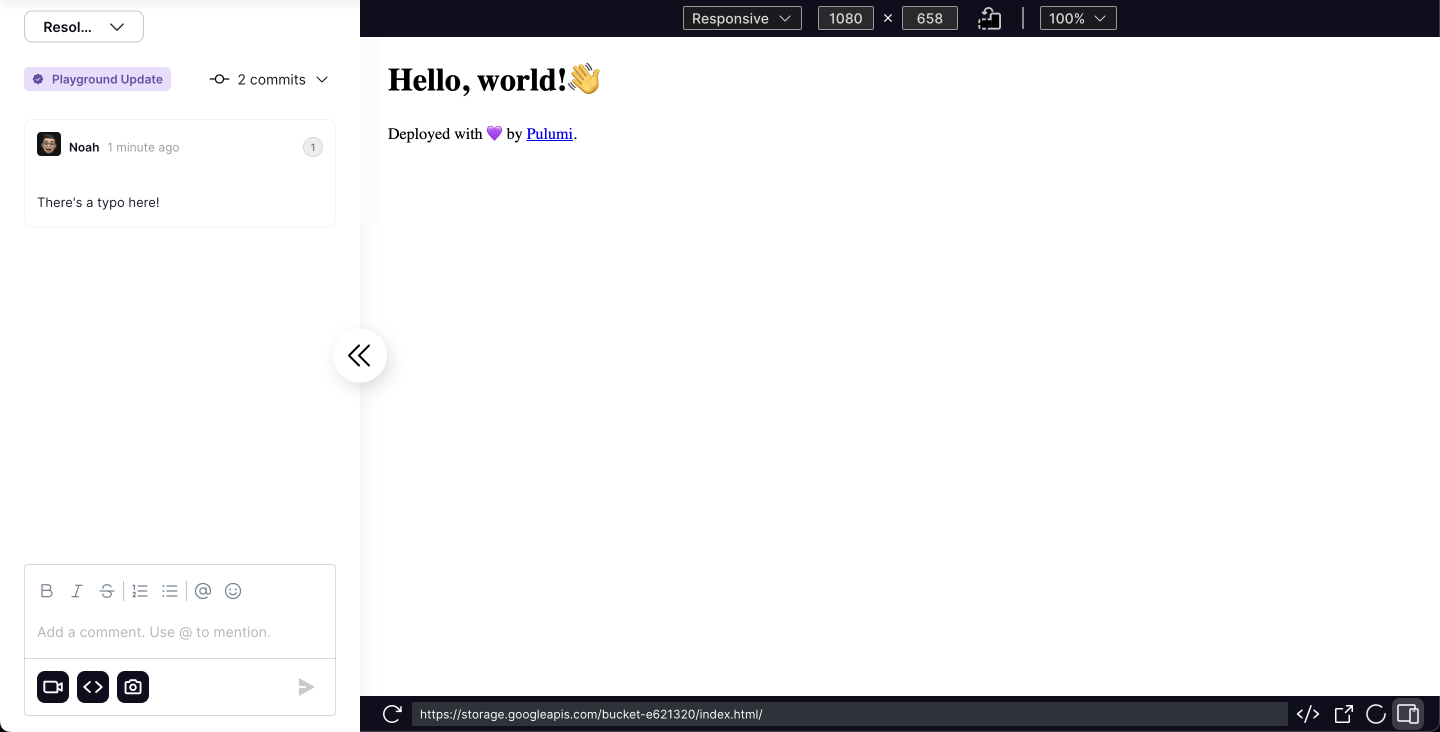 Resol...
Playground Update
2 commits
Noah 1 minute ago
1
There's a typo here!
Add a comment. Use @ to mention.
Responsive 1080 × 658 100%
Hello, world!👋
Deployed with 💜 by Pulumi.
https://storage.googleapis.com/bucket-e621320/index.html/